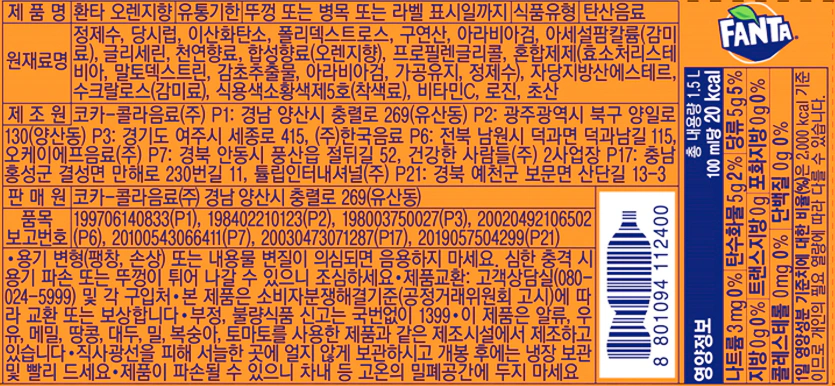 제 품 명 환타 오렌지향 유통기한 뚜껑 또는 병목 또는 라벨 표시일까지 식품유형 탄산음료
원재료명 정제수, 당시럽, 이산화탄소, 폴리덱스트로스, 구연산, 아라비아검, 아세설팜칼륨(감미
료), 글리세린, 천연향료, 합성향료(오렌지향), 프로필렌글리콜, 혼합제제(효소처리스테
비아, 말토덱스트린, 감초추출물, 아라비아검, 가공유지, 정제수), 자당지방산에스테르,
수크랄로스(감미료), 식용색소황색제5호(착색료), 비타민C, 로진, 초산
제 조 원 코카-콜라음료(주) P1: 경남 양산시 충렬로 269(유산동) P2: 광주광역시 북구 양일로
130(양산동) P3: 경기도 여주시 세종로 415, (주)한국음료 P6: 전북 남원시 덕과면 덕과남길 115,
오케이에프음료(주) P7: 경북 안동시 풍산읍 절뒤길 52, 건강한 사람들(주) 2사업장 P17: 충남
홍성군 결성면 만해로 230번길 11, 튤립인터내셔널(주) P21: 경북 예천군 보문면 산단길 13-3
판 매 원 코카-콜라음료(주) 경남 양산시 충렬로 269(유산동)
품목 199706140833(P1), 198402210123(P2), 198003750027(P3), 20020492106502
보고번호 (P6), 20100543066411(P7), 20030473071287(P17), 2019057504299(P21)
•용기 변형(팽창, 손상) 또는 내용물 변질이 의심되면 음용하지 마세요. 심한 충격 시
용기 파손 또는 뚜껑이 튀어 나갈 수 있으니 조심하세요•제품교환: 고객상담실(080-
024-5999) 및 각 구입처•본 제품은 소비자분쟁해결기준(공정거래위원회 고시)에 따
라 교환 또는 보상합니다•부정, 불량식품 신고는 국번없이 1399•이 제품은 알류, 우
유, 메밀, 땅콩, 대두, 밀, 복숭아, 토마토를 사용한 제품과 같은 제조시설에서 제조하고
있습니다•직사광선을 피해 서늘한 곳에 얼지 않게 보관하시고 개봉 후에는 냉장 보관
및 빨리 드세요•제품이 파손될 수 있으니 차내 등 고온의 밀폐공간에 두지 마세요
8 801094 112400
FANTA
영양정보 총 내용량 1.5 L
100 ml당 20 kcal
나트륨 3 mg 0% 탄수화물 5 g 2% 당류 5 g 5%
지방 0 g 0% 트랜스지방 0 g 포화지방 0 g 0%
콜레스테롤 0 mg 0% 단백질 0 g 0%
1일 영양성분 기준치에 대한 비율(%)은 2,000 kcal 기준
이므로 개인의 필요 열량에 따라 다를 수 있습니다.